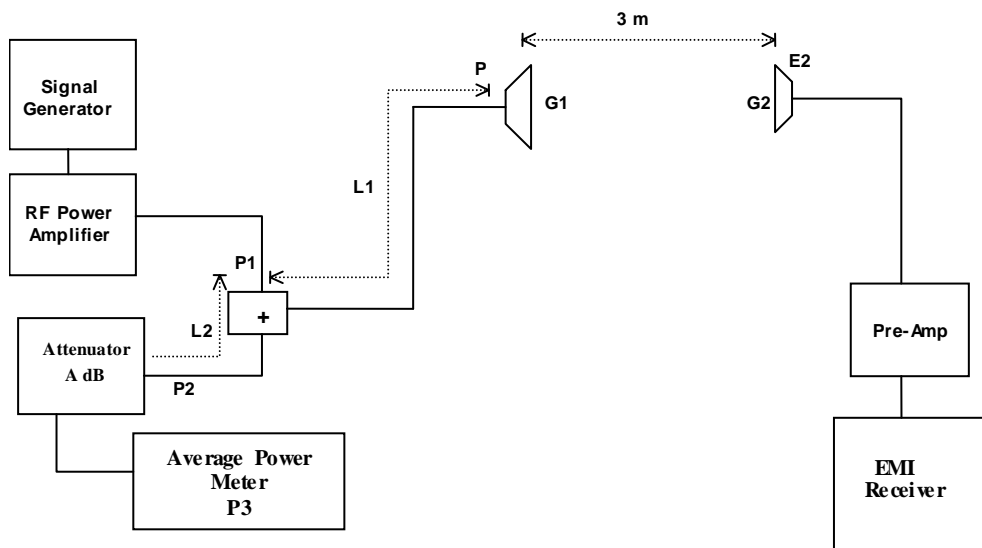 3 m
P
E2
Signal
Generator
G1
G2
L1
RF Power
Amplifier
P1
+
L2
Attenuator
A dB
P2
Pre-Amp
Average Power
Meter
P3
EMI
Receiver